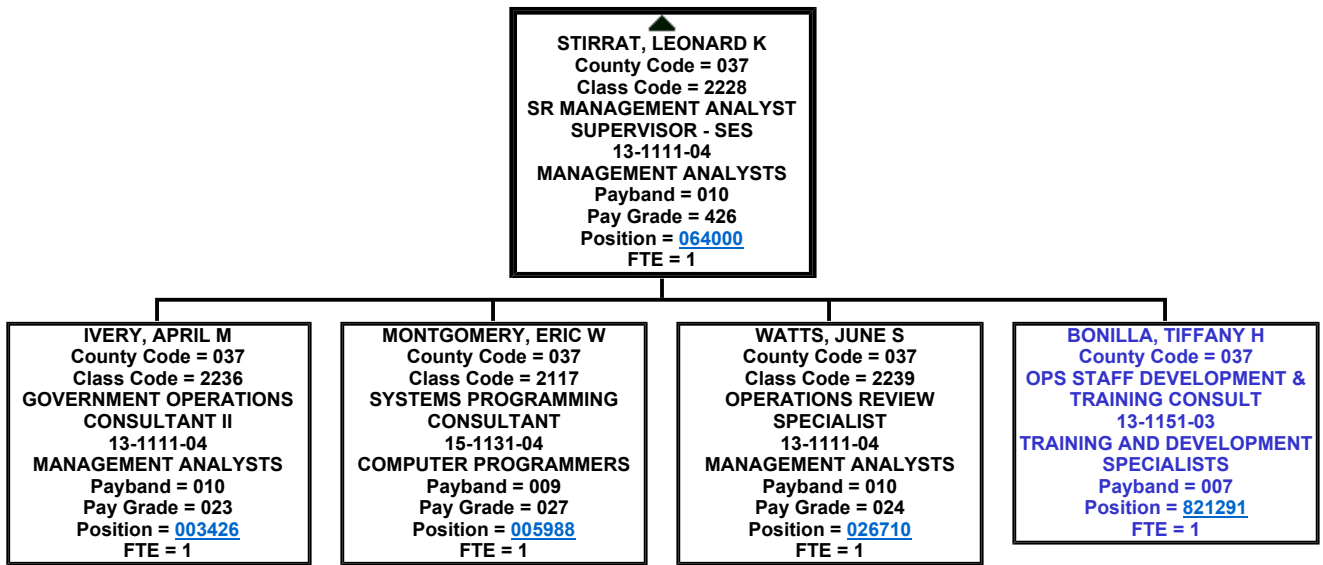 STIRRAT, LEONARD K
County Code = 037
Class Code = 2228
SR MANAGEMENT ANALYST
SUPERVISOR - SES
13-1111-04
MANAGEMENT ANALYSTS
Payband = 010
Pay Grade = 426
Position = 064000
FTE = 1
IVERY, APRIL M
County Code = 037
Class Code = 2236
GOVERNMENT OPERATIONS
CONSULTANT II
13-1111-04
MANAGEMENT ANALYSTS
Payband = 010
Pay Grade = 023
Position = 003426
FTE = 1
MONTGOMERY, ERIC W
County Code = 037
Class Code = 2117
SYSTEMS PROGRAMMING
CONSULTANT
15-1131-04
COMPUTER PROGRAMMERS
Payband = 009
Pay Grade = 027
Position = 005988
FTE = 1
WATTS, JUNE S
County Code = 037
Class Code = 2239
OPERATIONS REVIEW
SPECIALIST
13-1111-04
MANAGEMENT ANALYSTS
Payband = 010
Pay Grade = 024
Position = 026710
FTE = 1
BONILLA, TIFFANY H
County Code = 037
OPS STAFF DEVELOPMENT &
TRAINING CONSULT
13-1151-03
TRAINING AND DEVELOPMENT
SPECIALISTS
Payband = 007
Position = 821291
FTE = 1